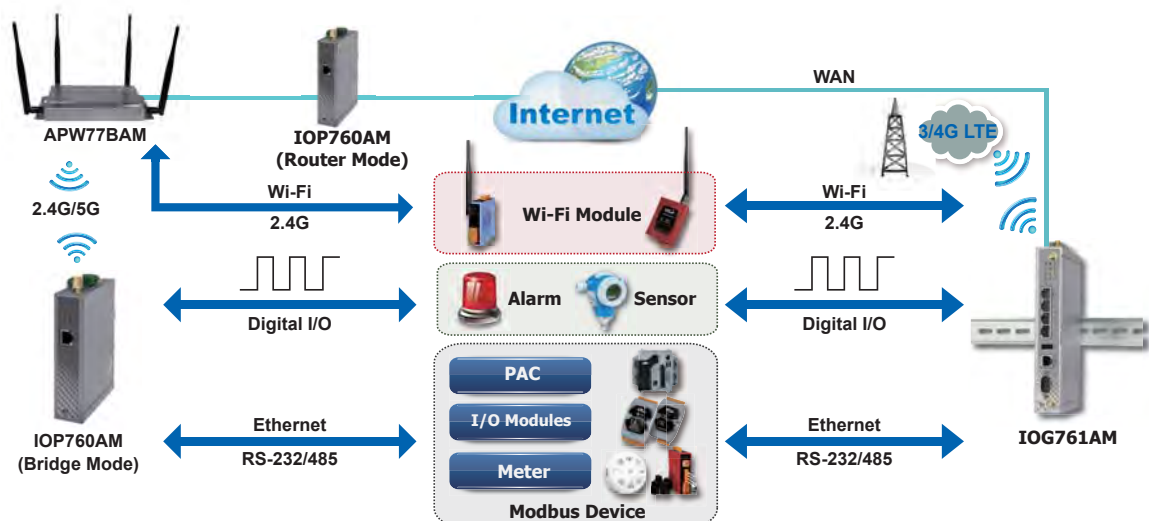 WAN
3/4G LTE
Internet
APW77BAM
IOP760AM
(Router Mode)
2.4G/5G
Wi-Fi
2.4G
Wi-Fi Module
Wi-Fi
2.4G
Digital I/O
Alarm
Sensor
Digital I/O
IOP760AM
(Bridge Mode)
Ethernet
RS-232/485
PAC
I/O Modules
Meter
Modbus Device
Ethernet
RS-232/485
IOG761AM